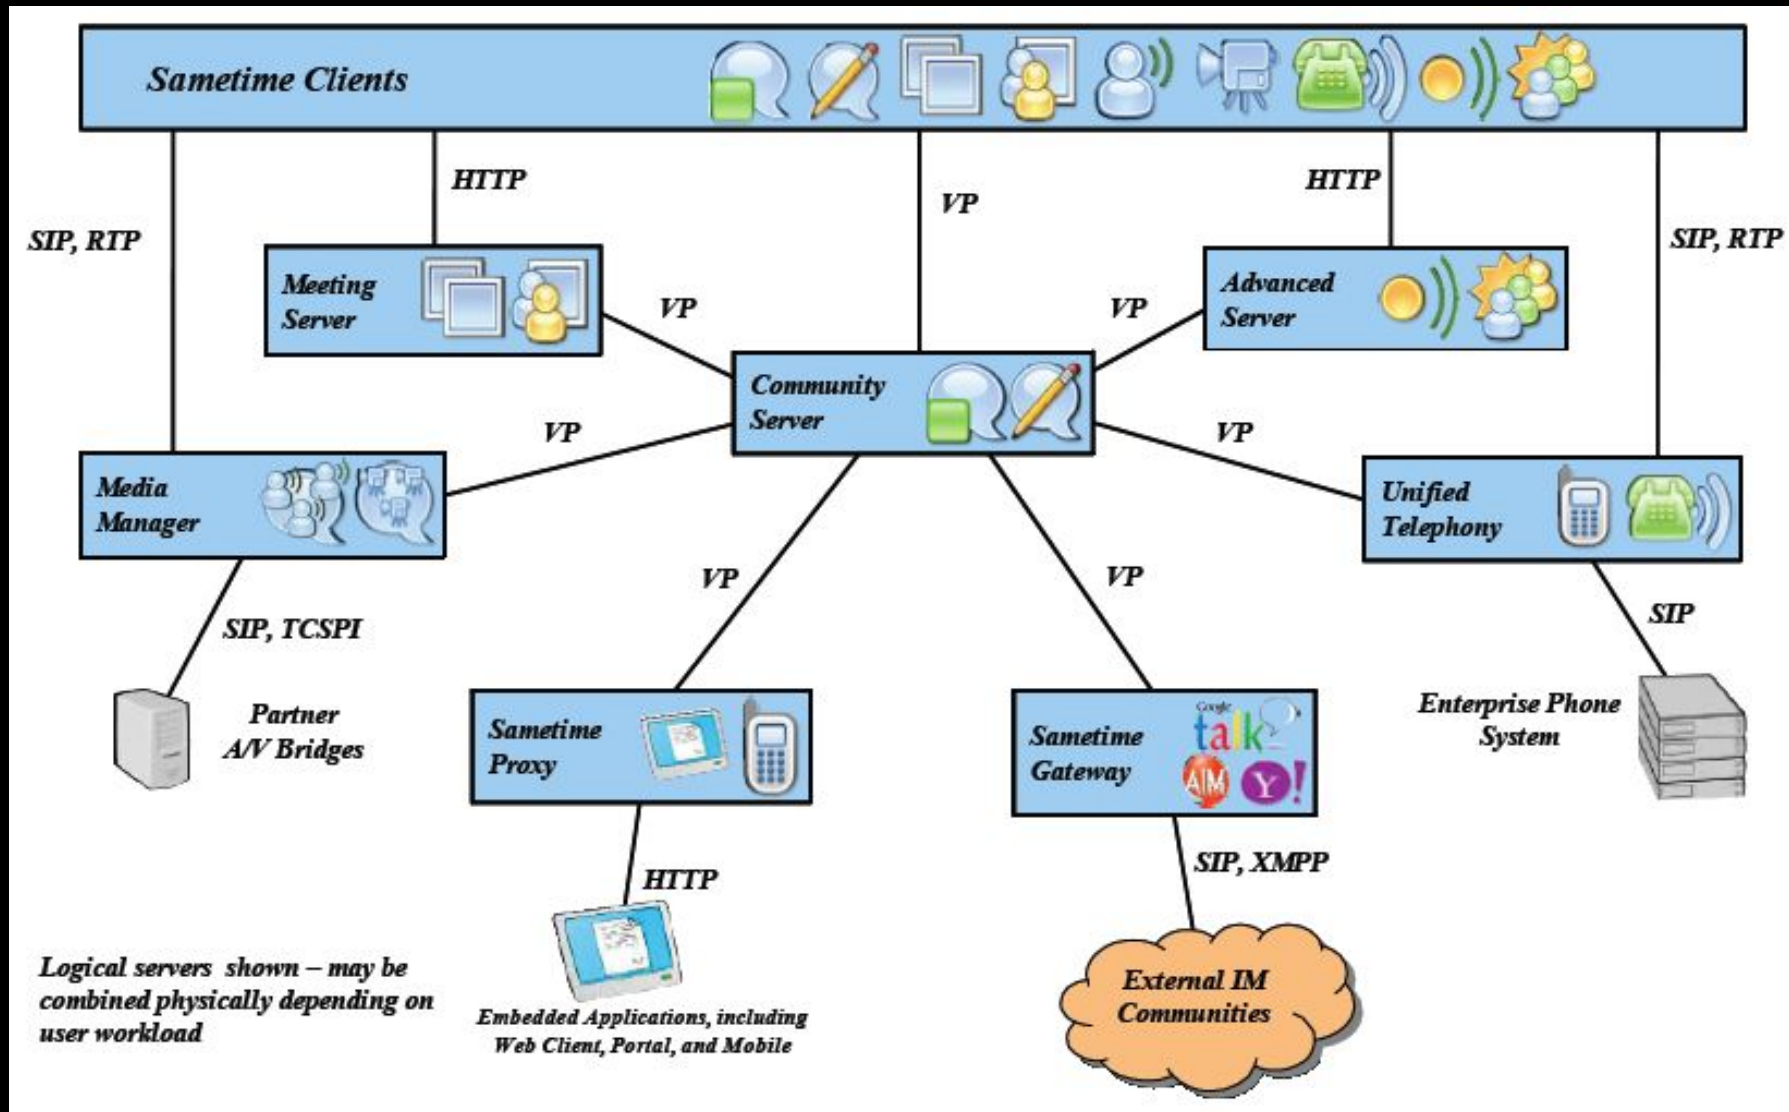 Sametime Clients
HTTP
VP
HTTP
SIP, RTP
SIP, RTP
Meeting
Server
VP
VP
Advanced
Server
Community
Server
VP
VP
Media
Manager
Unified
Telephony
VP
VP
SIP, TCSPI
SIP
Partner
A/V Bridges
Sametime
Proxy
Sametime
Gateway
Google
talk
AIM
Y!
Enterprise Phone
System
HTTP
SIP, XMPP
Logical servers shown – may be
combined physically depending on
user workload
Embedded Applications, including
Web Client, Portal, and Mobile
External IM
Communities